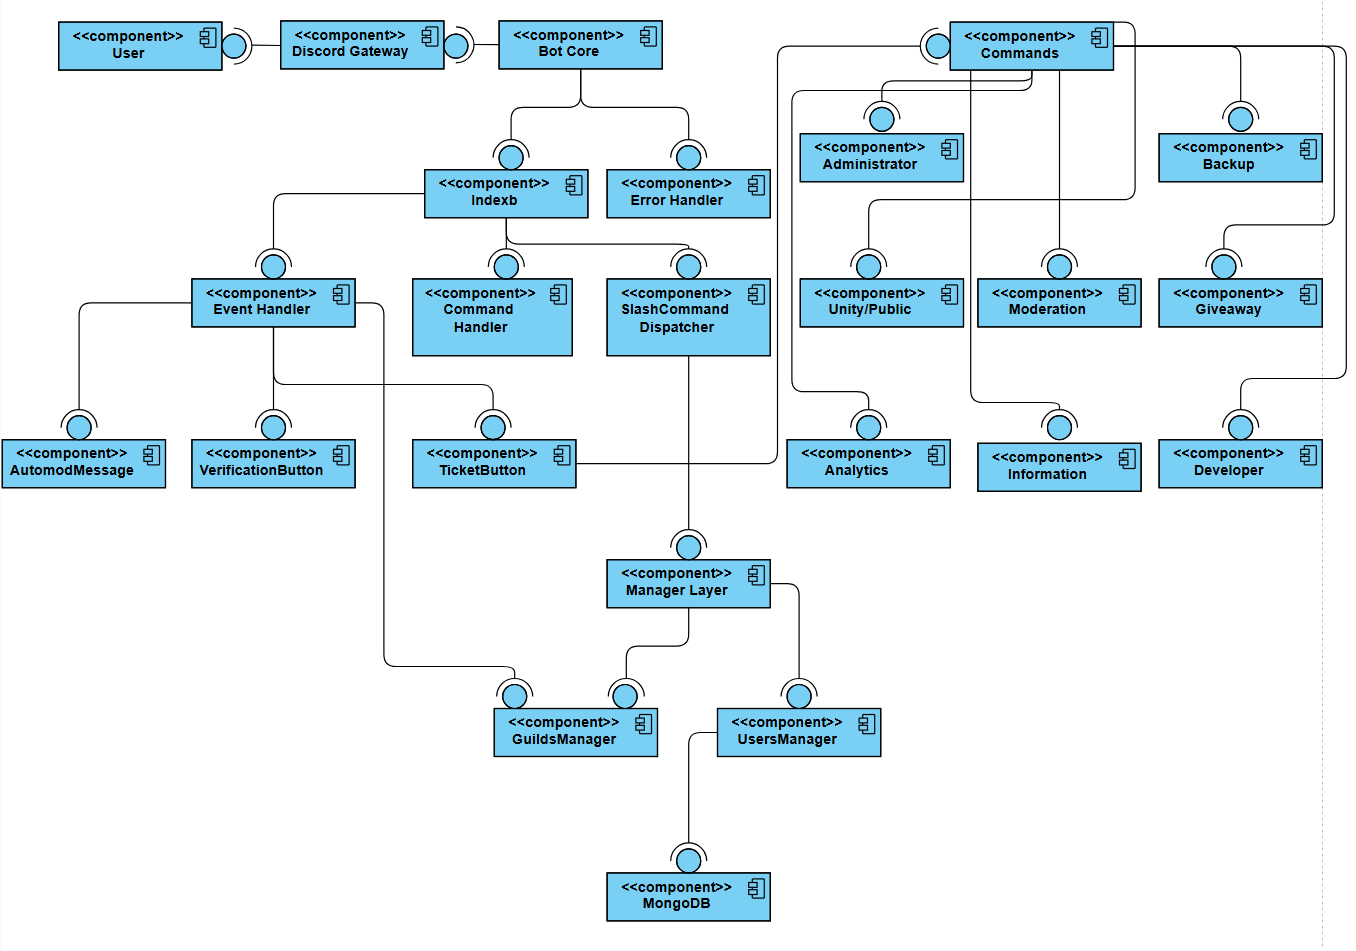 <<component>>
User
<<component>>
Discord Gateway
<<component>>
Bot Core
<<component>>
Commands
<<component>>
Administrator
<<component>>
Backup
<<component>>
Indexb
<<component>>
Error Handler
<<component>>
Event Handler
<<component>>
Command
Handler
<<component>>
SlashCommand
Dispatcher
<<component>>
Unity/Public
<<component>>
Moderation
<<component>>
Giveaway
<<component>>
AutomodMessage
<<component>>
VerificationButton
<<component>>
TicketButton
<<component>>
Analytics
<<component>>
Information
<<component>>
Developer
<<component>>
Manager Layer
<<component>>
GuildsManager
<<component>>
UsersManager
<<component>>
MongoDB